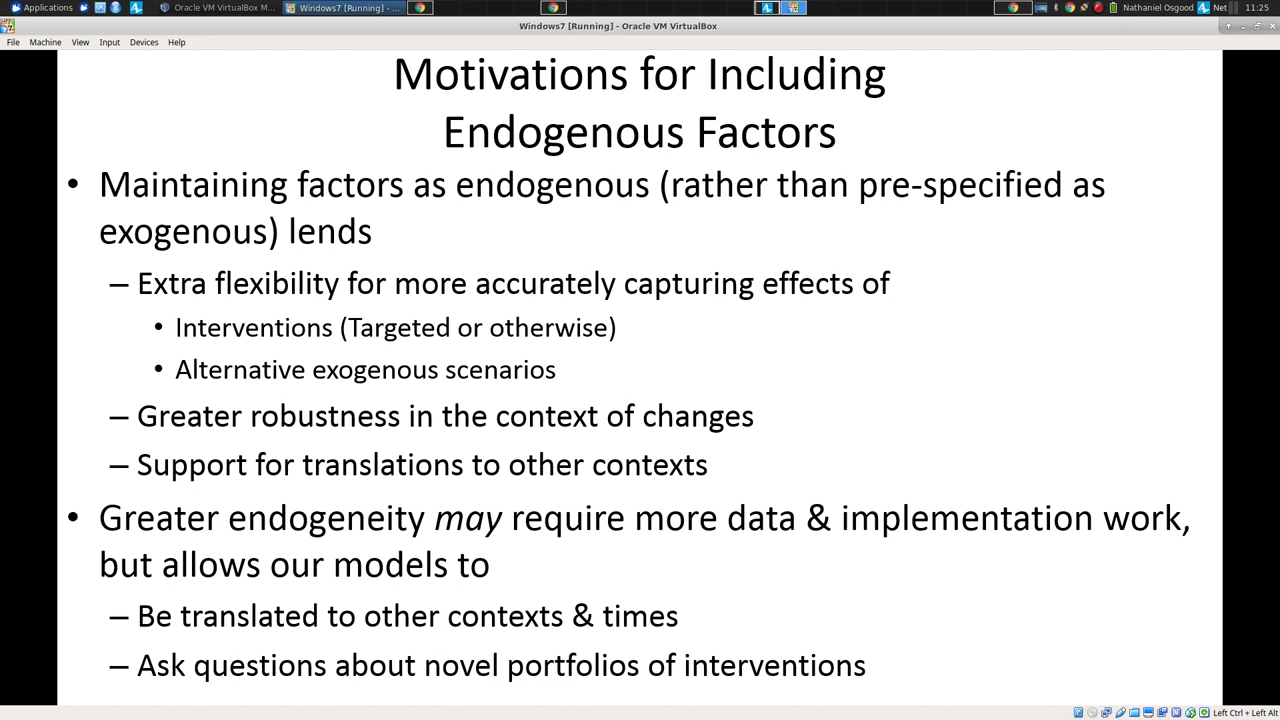 Applications
Oracle VM VirtualBox M...
Windows7 [Running] - ...
Nathaniel Osgood
Net
11:25
Windows7 [Running] - Oracle VM VirtualBox
File Machine View Input Devices Help
Motivations for Including
Endogenous Factors
• Maintaining factors as endogenous (rather than pre-specified as
exogenous) lends
– Extra flexibility for more accurately capturing effects of
• Interventions (Targeted or otherwise)
• Alternative exogenous scenarios
– Greater robustness in the context of changes
– Support for translations to other contexts
• Greater endogeneity may require more data & implementation work,
but allows our models to
– Be translated to other contexts & times
– Ask questions about novel portfolios of interventions
Left Ctrl + Left Alt